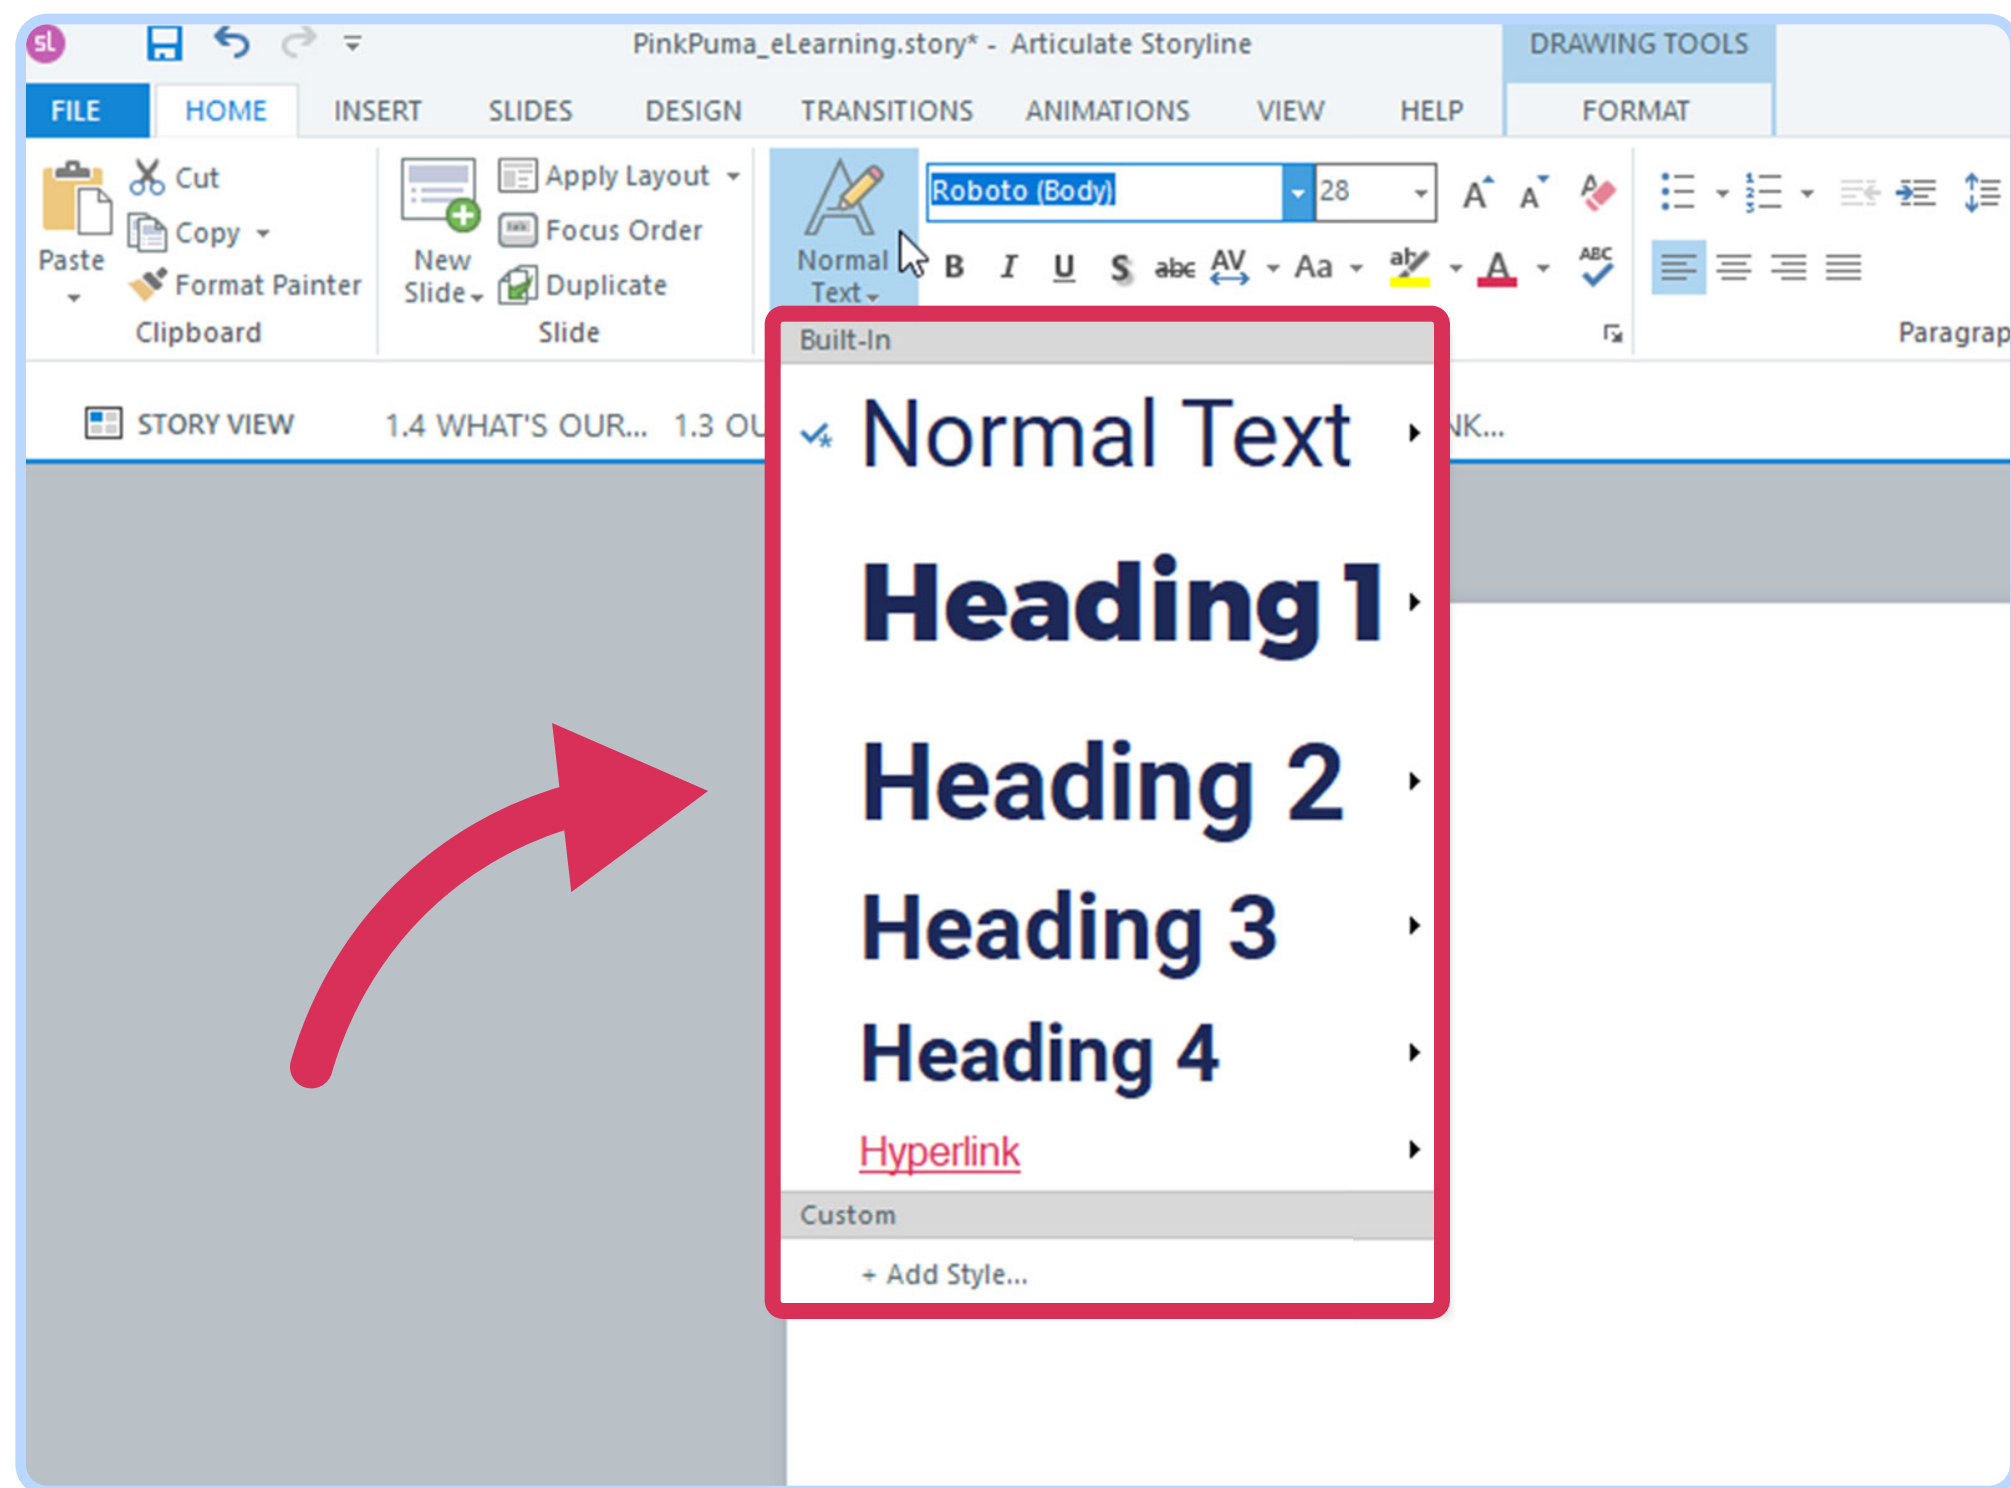 sl
PinkPuma_eLearning.story* - Articulate Storyline
DRAWING TOOLS
FILE HOME INSERT SLIDES DESIGN TRANSITIONS ANIMATIONS VIEW HELP FORMAT
Paste
Cut
Copy
Format Painter
Clipboard
New
Slide
Apply Layout
Focus Order
Duplicate
Slide
Normal
Text
Roboto (Body) 28
B I U S abc AV Aa ab A ABC
Paragrap
STORY VIEW 1.4 WHAT'S OUR... 1.3 OU NK...
Built-In
Normal Text
Heading 1
Heading 2
Heading 3
Heading 4
Hyperlink
Custom
+ Add Style...